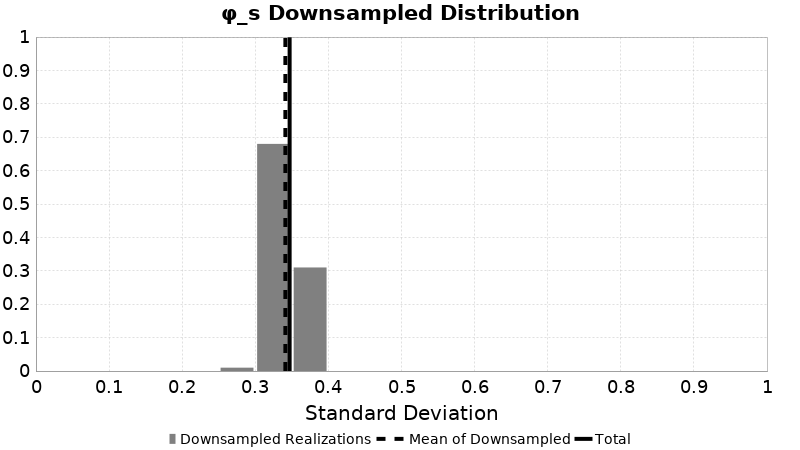 φ_s Downsampled Distribution
1
0.9
0.8
0.7
0.6
0.5
0.4
0.3
0.2
0.1
0
0 0.1 0.2 0.3 0.4 0.5 0.6 0.7 0.8 0.9 1
Standard Deviation
Downsampled Realizations Mean of Downsampled Total